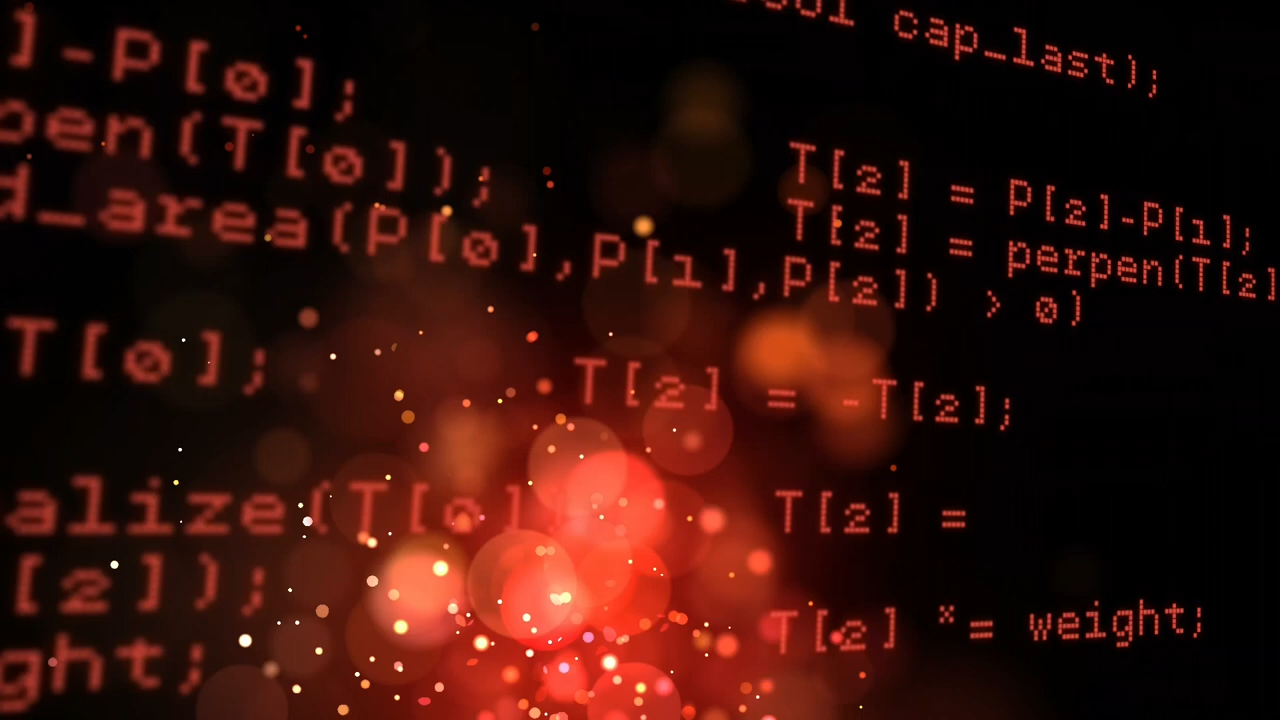 cap_last);
]-P[0];
T[2] = P[2]-P[1];
pen(T[0]);
T[2] = perpen(T[2]
d_area(P[0],P[1],P[2]) > 0)
T[0];
T[2] = -T[2];
alize(T[0]
T[2] =
[2]);
T[2] *= weight;
ght;